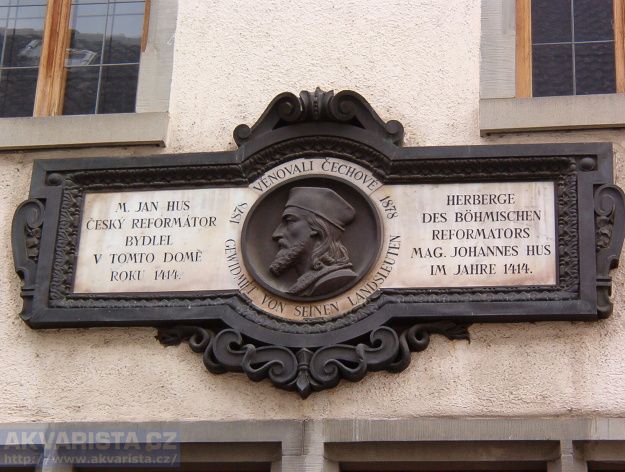 M. JAN HUS
ČESKÝ REFORMÁTOR
BYDLEL
V TOMTO DOMĚ
ROKU 1414.
VĚNOVALI ČECHOVÉ
1878 1878
GEWIDMET VON SEINEN LANDSLEUTEN
HERBERGE
DES BÖHMISCHEN
REFORMATORS
MAG. JOHANNES HUS
IM JAHRE 1414.
AKVARISTA CZ
http://www.akvarista.cz